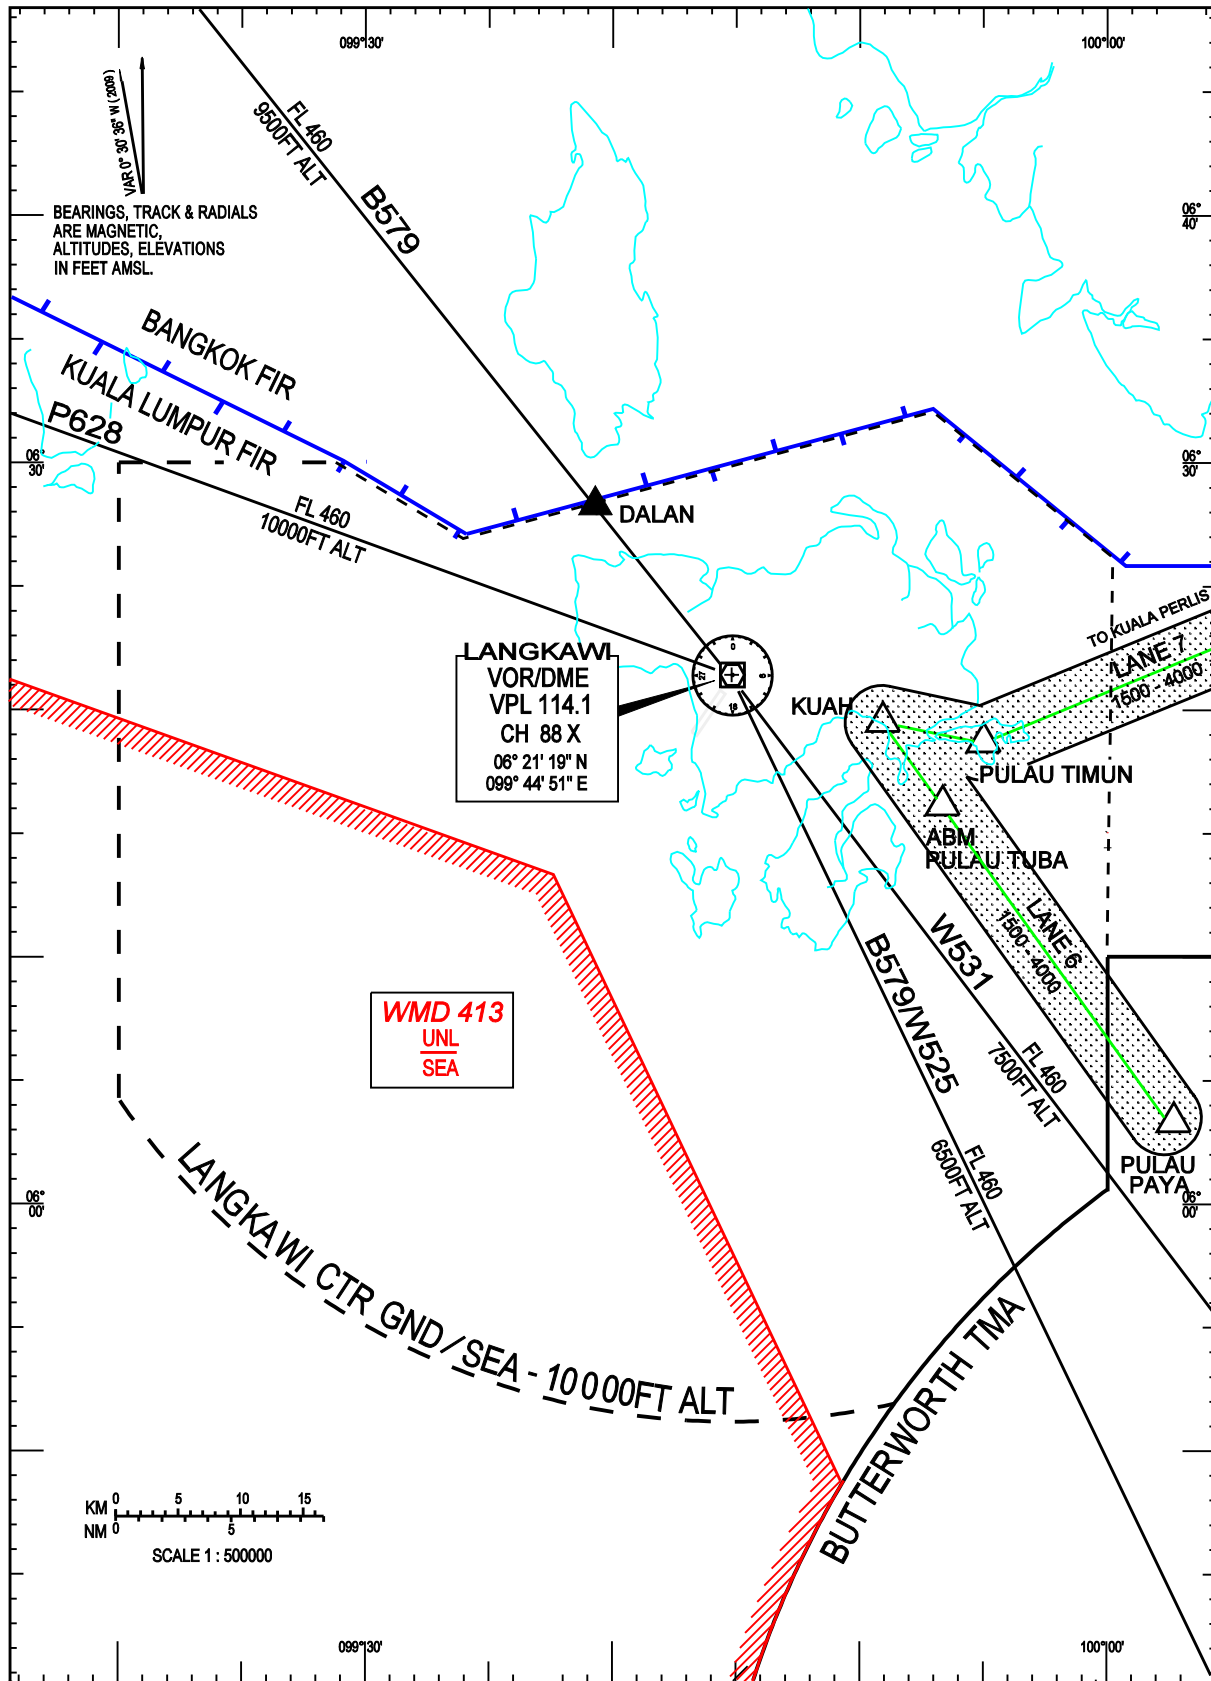 099°30'
100°00'
VAR 0° 30' 36" W (2009)
BEARINGS, TRACK & RADIALS
ARE MAGNETIC,
ALTITUDES, ELEVATIONS
IN FEET AMSL.
FL 460
9500FT ALT
B579
06°
40'
BANGKOK FIR
KUALA LUMPUR FIR
P628
06°
30'
06°
30'
FL 460
10000FT ALT
DALAN
LANGKAWI
VOR/DME
VPL 114.1
CH 88 X
06° 21' 19" N
099° 44' 51" E
0
9
18
27
TO KUALA PERLIS
LANE 7
1500 - 4000
KUAH
PULAU TIMUN
ABM
PULAU TUBA
LANE 6
1500 - 4000
W531
B579/W525
FL 460
7500FT ALT
FL 460
6500FT ALT
WMD 413
UNL
SEA
PULAU
PAYA
06°
00'
06°
00'
LANGKAWI CTR GND/SEA - 10000FT ALT
BUTTERWORTH TMA
KM 0 5 10 15
NM 0 5
SCALE 1 : 500000
099°30'
100°00'